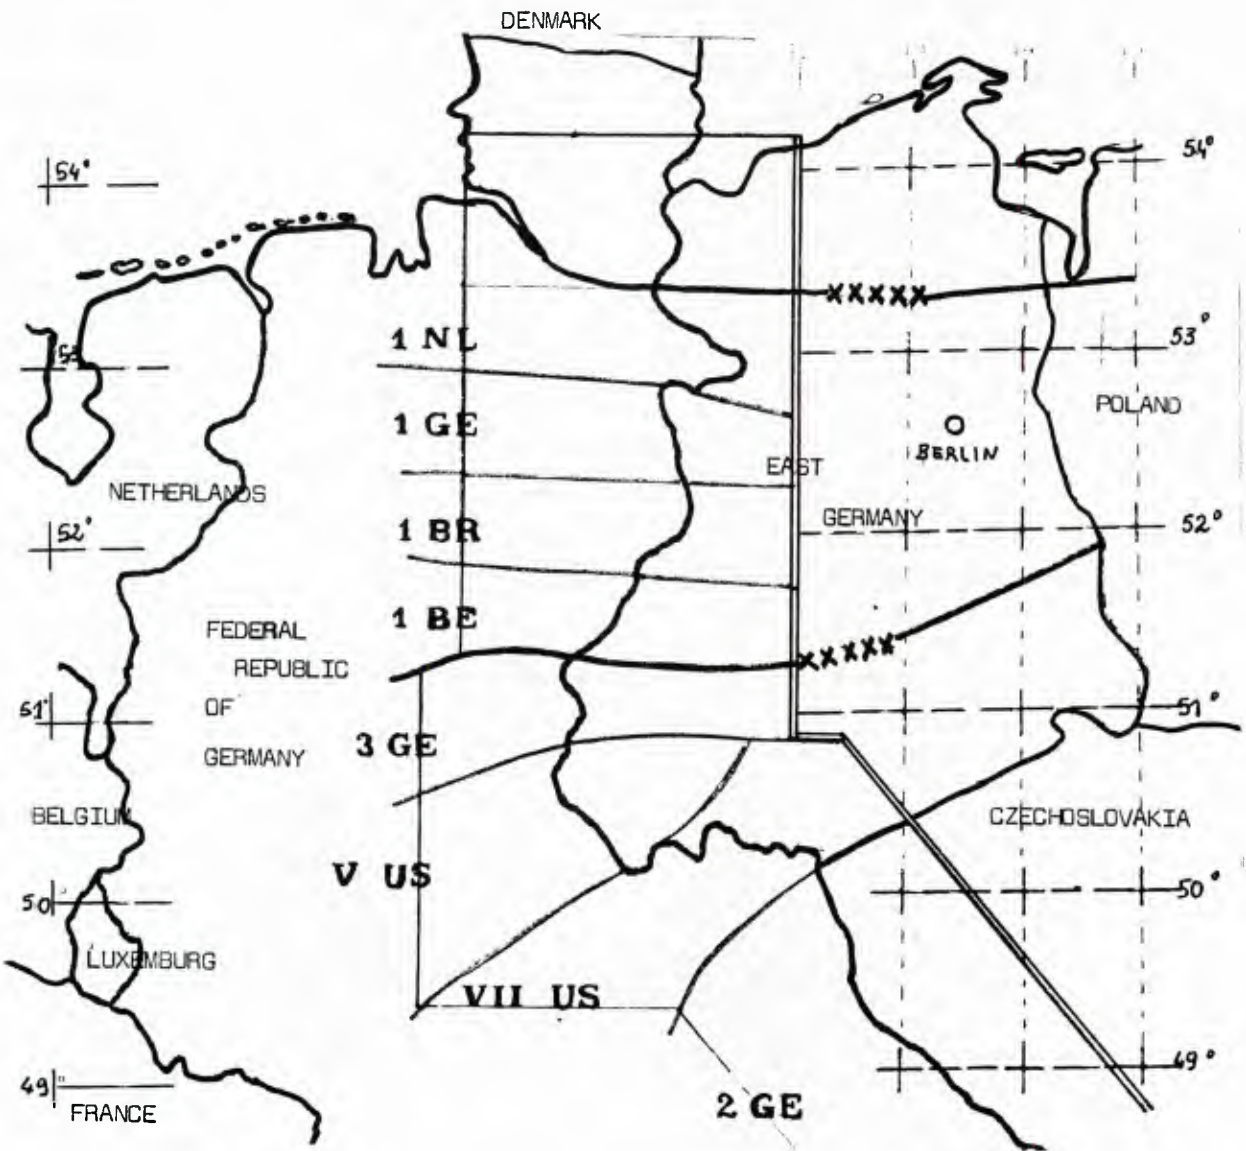 DENMARK
54°
54°
1 NL
53
53°
1 GE
POLAND
BERLIN
EAST
NETHERLANDS
GERMANY
52°
52°
1 BR
1 BE
FEDERAL
REPUBLIC
OF
GERMANY
51°
51°
3 GE
BELGIUM
CZECHOSLOVAKIA
V US
50
50°
LUXEMBURG
VII US
49
49°
FRANCE
2 GE